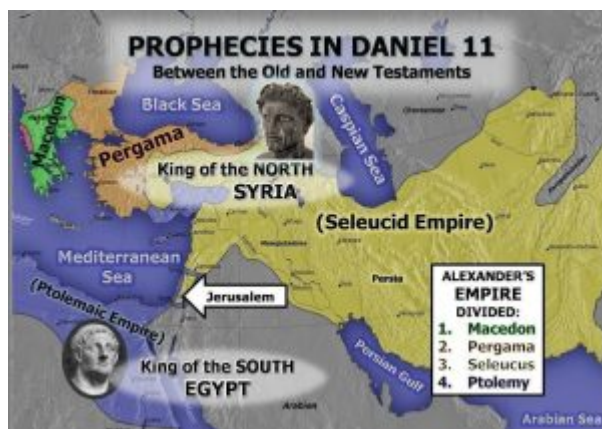 PROPHECIES IN DANIEL 11
Between the Old and New Testaments
Black Sea
Macedon
Pergama
Caspian Sea
King of the NORTH
SYRIA
(Seleucid Empire)
Mediterranean
Sea
Persia
(Ptolemaic Empire)
Jerusalem
King of the SOUTH
EGYPT
Persian Gulf
Arabian
Arabian Sea
ALEXANDER'S
EMPIRE
DIVIDED:
1. Macedon
2. Pergama
3. Seleucus
4. Ptolemy